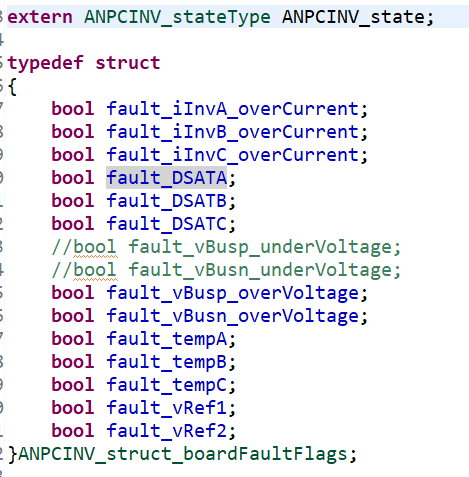 extern ANPCINV_stateType ANPCINV_state;
typedef struct
{
bool fault_iInvA_overCurrent;
bool fault_iInvB_overCurrent;
bool fault_iInvC_overCurrent;
bool fault_DSATA;
bool fault_DSATB;
bool fault_DSATC;
//bool fault_vBusp_underVoltage;
//bool fault_vBusn_underVoltage;
bool fault_vBusp_overVoltage;
bool fault_vBusn_overVoltage;
bool fault_tempA;
bool fault_tempB;
bool fault_tempC;
bool fault_vRef1;
bool fault_vRef2;
}ANPCINV_struct_boardFaultFlags;